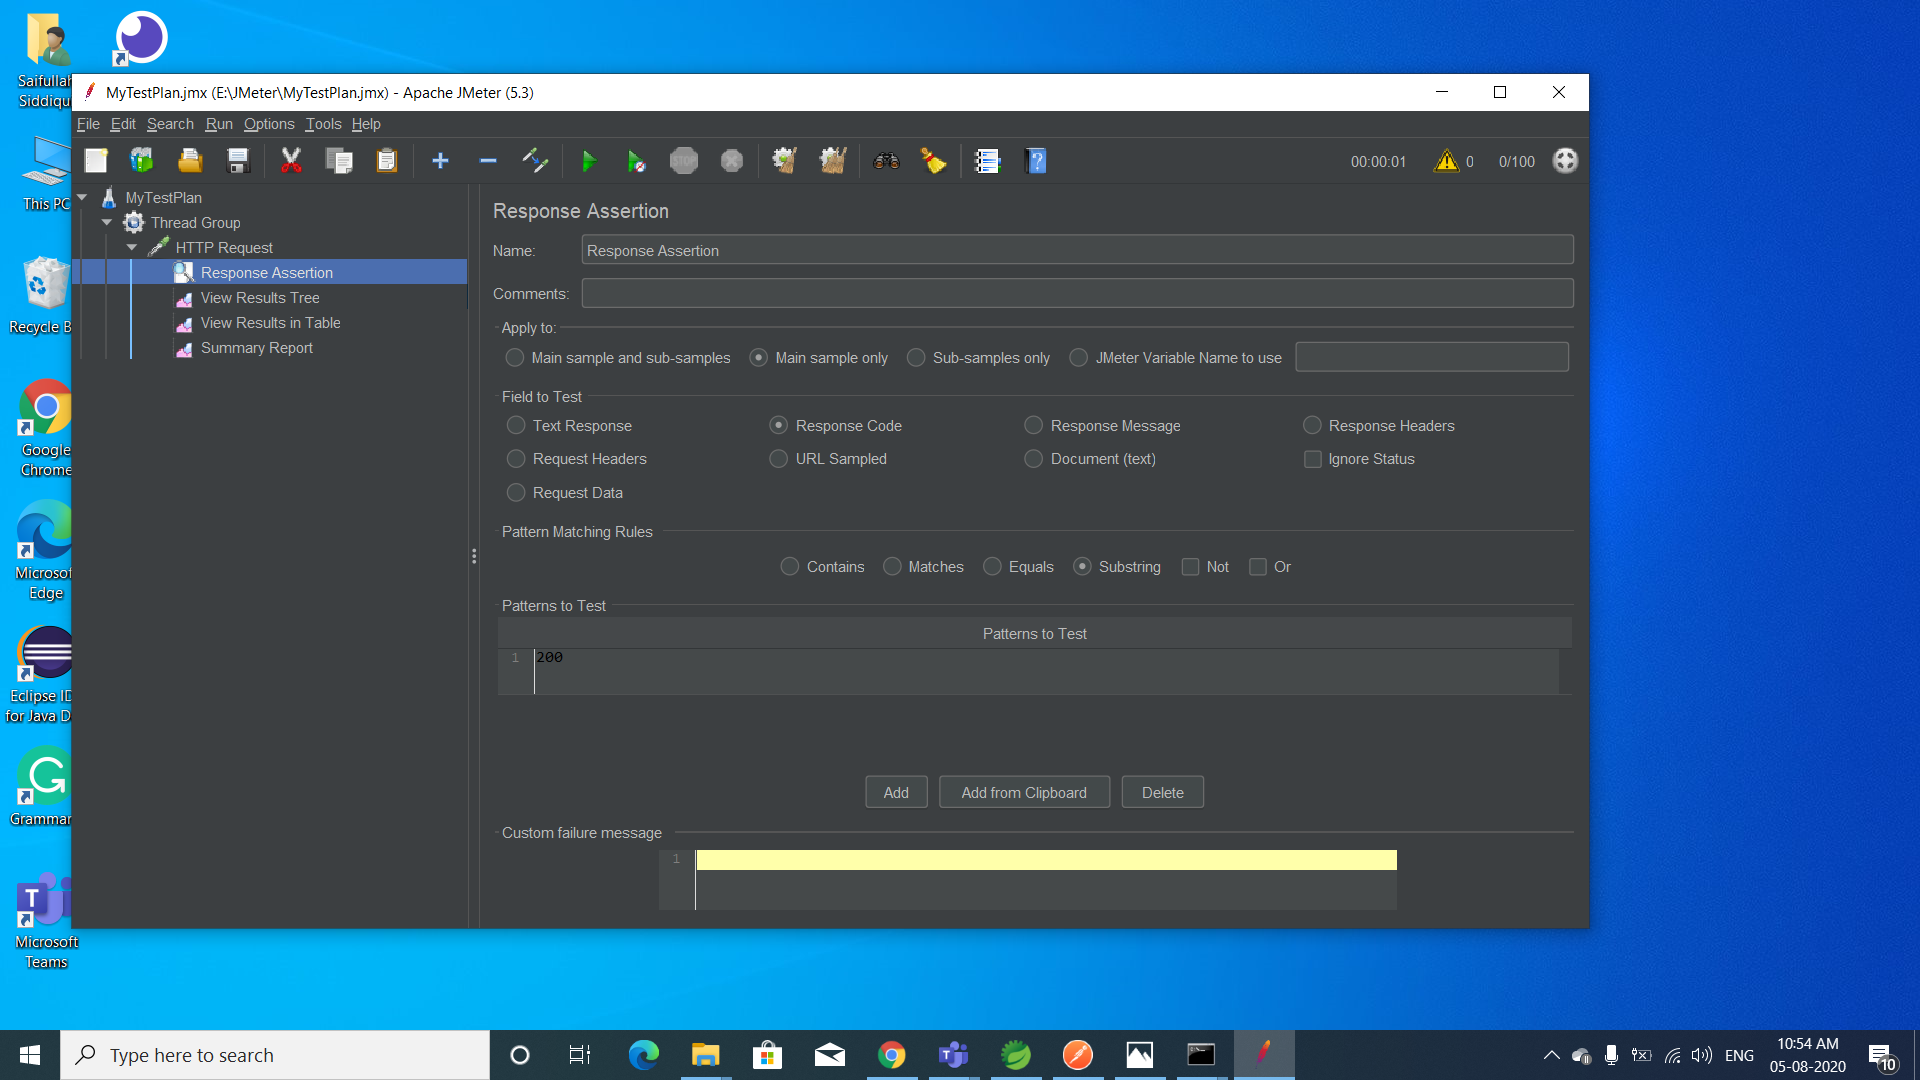 Saifullah
Siddiqu
This PC
Recycle B
Google
Chrome
Microsof
Edge
Eclipse ID
for Java D
Grammar
Microsoft
Teams
MyTestPlan.jmx (E:\JMeter\MyTestPlan.jmx) - Apache JMeter (5.3)
File Edit Search Run Options Tools Help
STOP
00:00:01 0 0/100
MyTestPlan
Thread Group
HTTP Request
Response Assertion
View Results Tree
View Results in Table
Summary Report
Response Assertion
Name: Response Assertion
Comments:
Apply to:
Main sample and sub-samples Main sample only Sub-samples only JMeter Variable Name to use
Field to Test
Text Response Response Code Response Message Response Headers
Request Headers URL Sampled Document (text) Ignore Status
Request Data
Pattern Matching Rules
Contains Matches Equals Substring Not Or
Patterns to Test
Patterns to Test
1 200
Add Add from Clipboard Delete
Custom failure message
1
Type here to search
ENG
10:54 AM
05-08-2020
10